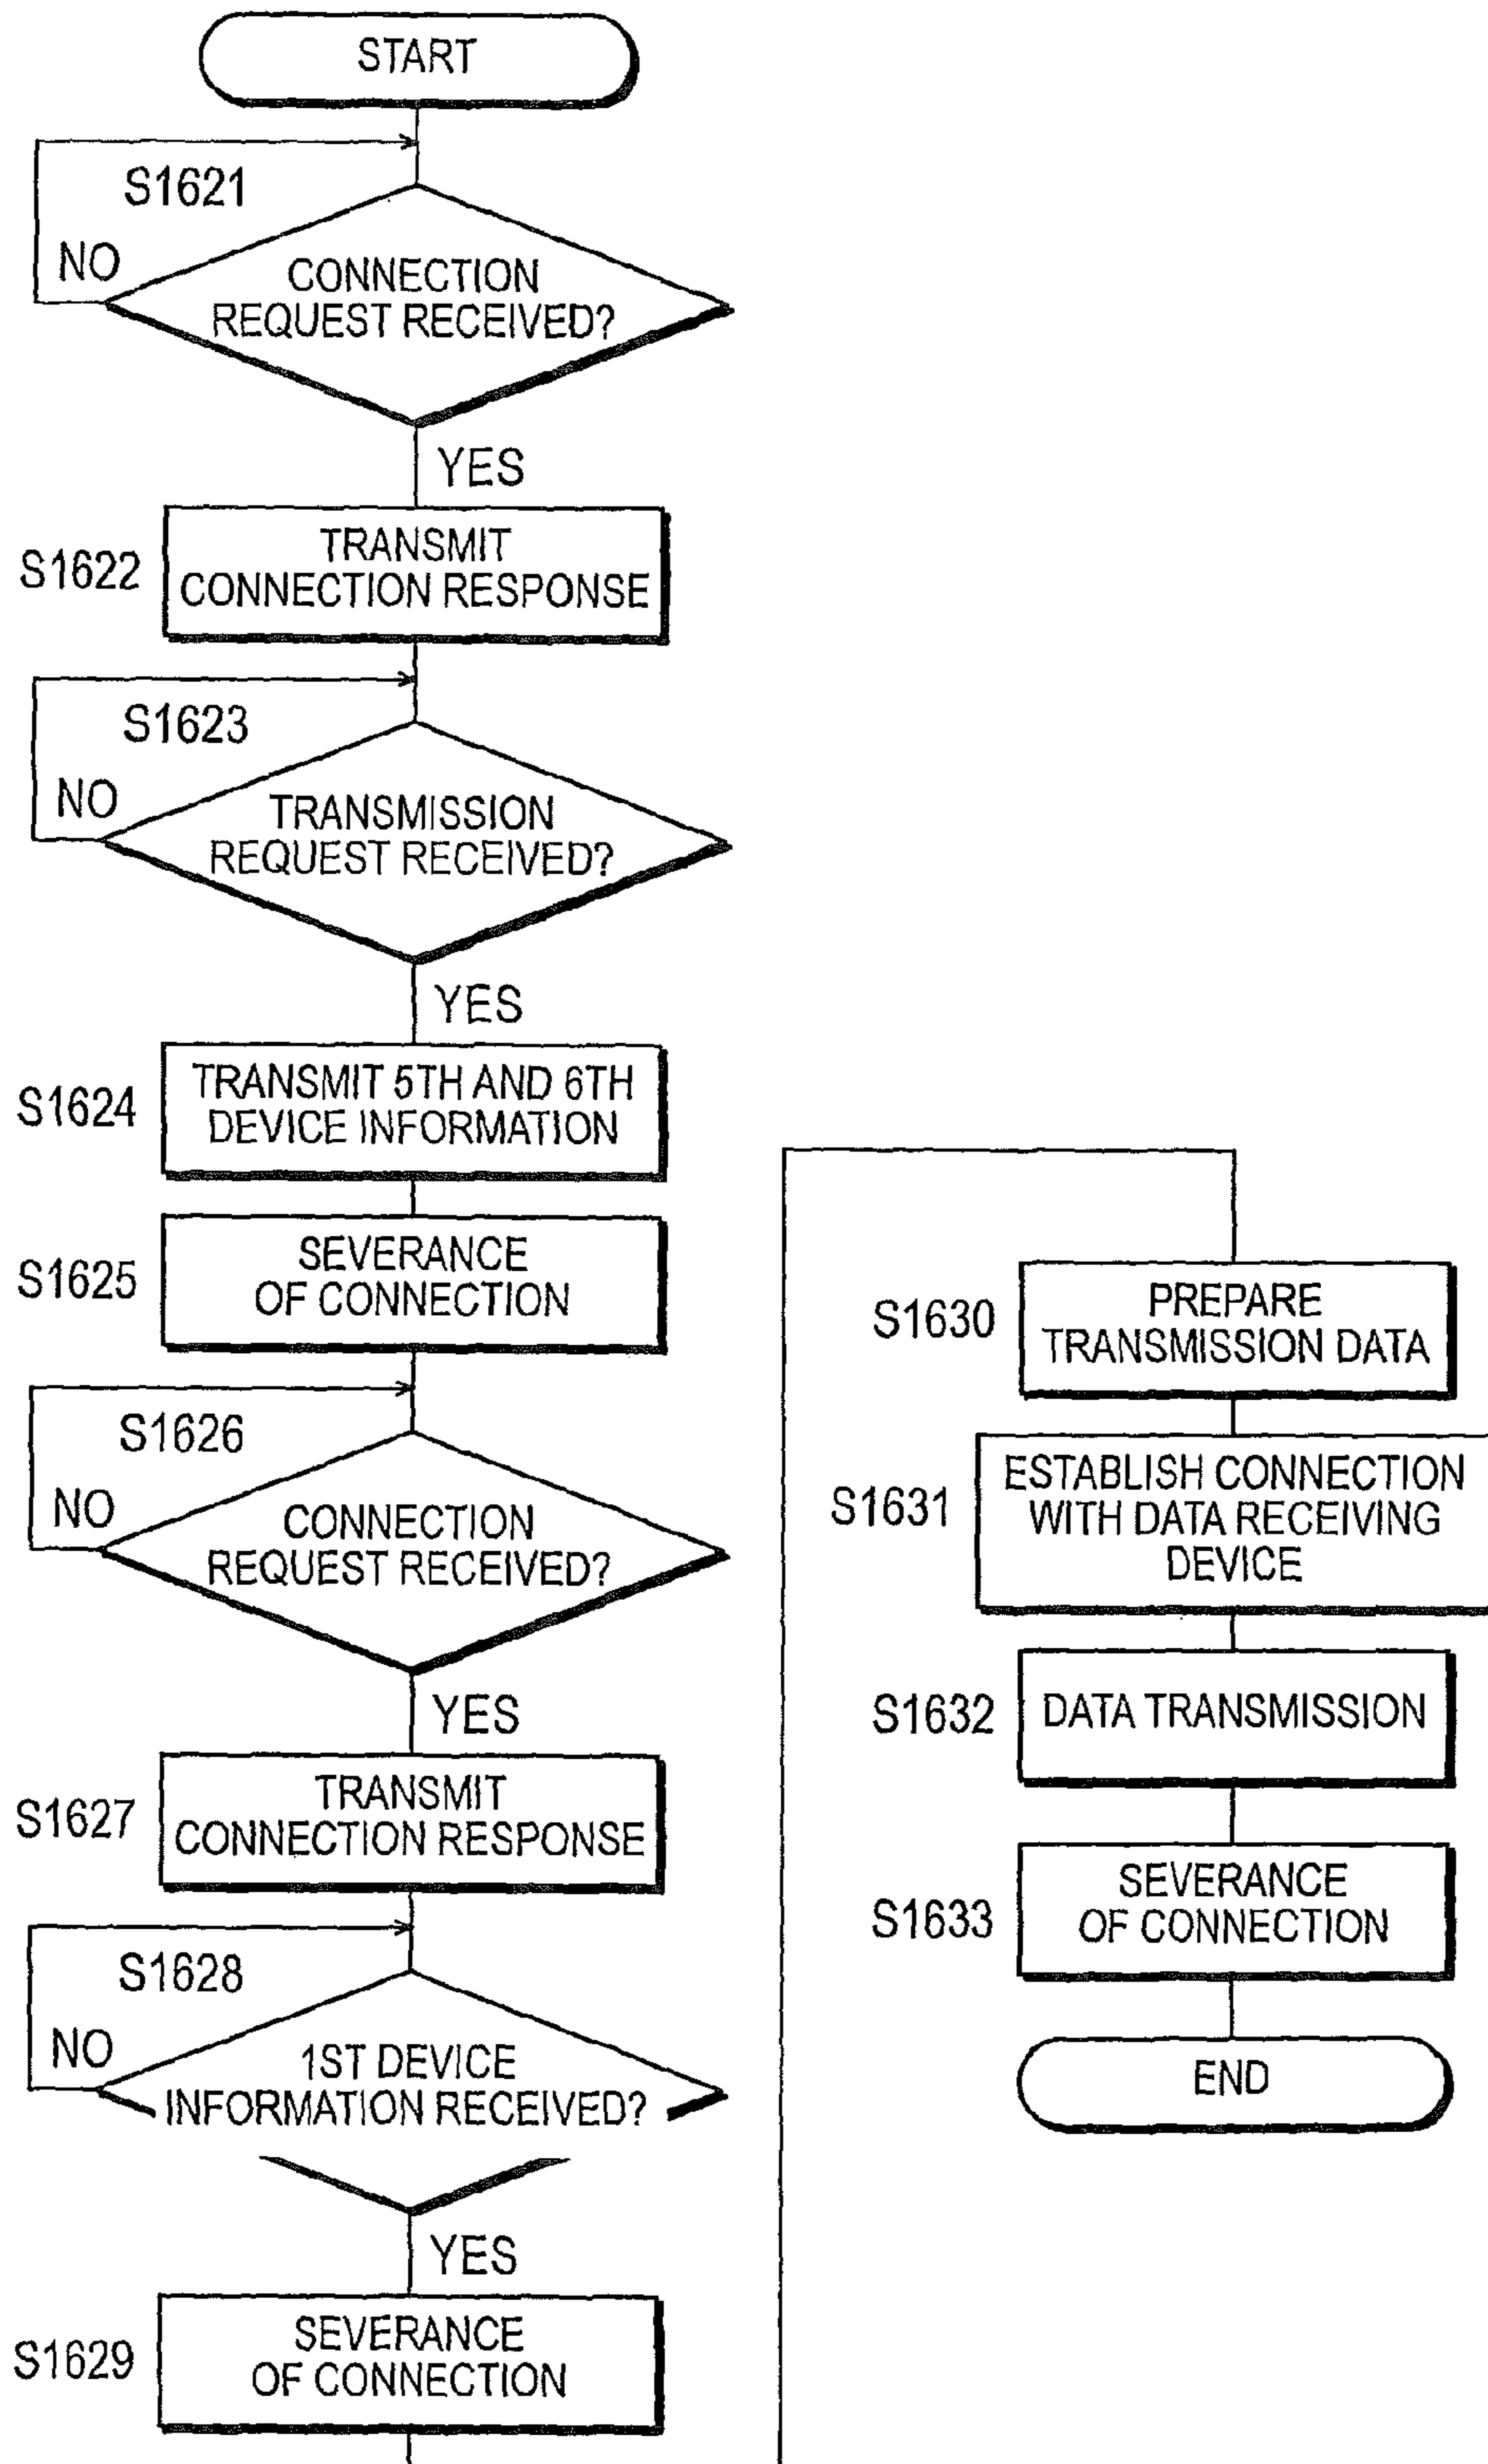 START
S1621
NO
CONNECTION
REQUEST RECEIVED?
YES
S1622
TRANSMIT
CONNECTION RESPONSE
S1623
NO
TRANSMISSION
REQUEST RECEIVED?
YES
S1624
TRANSMIT 5TH AND 6TH
DEVICE INFORMATION
S1625
SEVERANCE
OF CONNECTION
S1626
NO
CONNECTION
REQUEST RECEIVED?
YES
S1627
TRANSMIT
CONNECTION RESPONSE
S1628
NO
1ST DEVICE
INFORMATION RECEIVED?
YES
S1629
SEVERANCE
OF CONNECTION
S1630
PREPARE
TRANSMISSION DATA
S1631
ESTABLISH CONNECTION
WITH DATA RECEIVING
DEVICE
S1632
DATA TRANSMISSION
S1633
SEVERANCE
OF CONNECTION
END